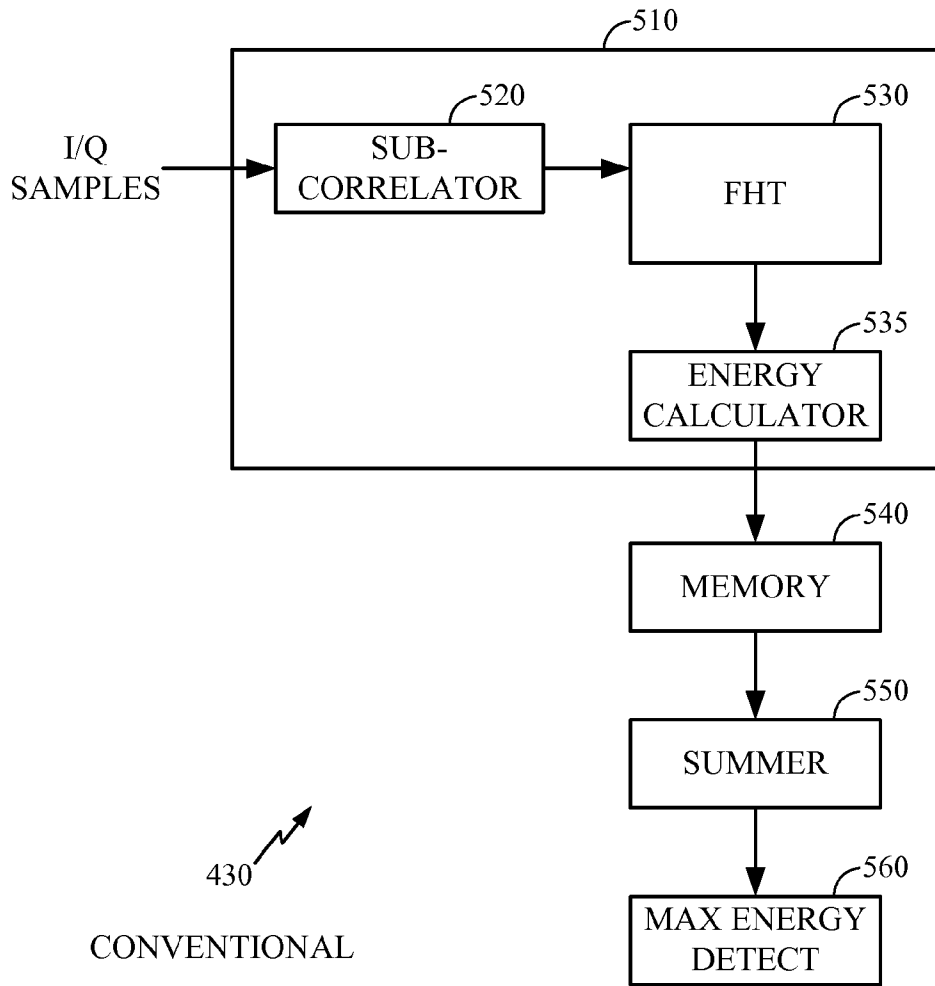 510
520
530
I/Q
SAMPLES
SUB-
CORRELATOR
FHT
535
ENERGY
CALCULATOR
540
MEMORY
550
SUMMER
430
560
CONVENTIONAL
MAX ENERGY
DETECT